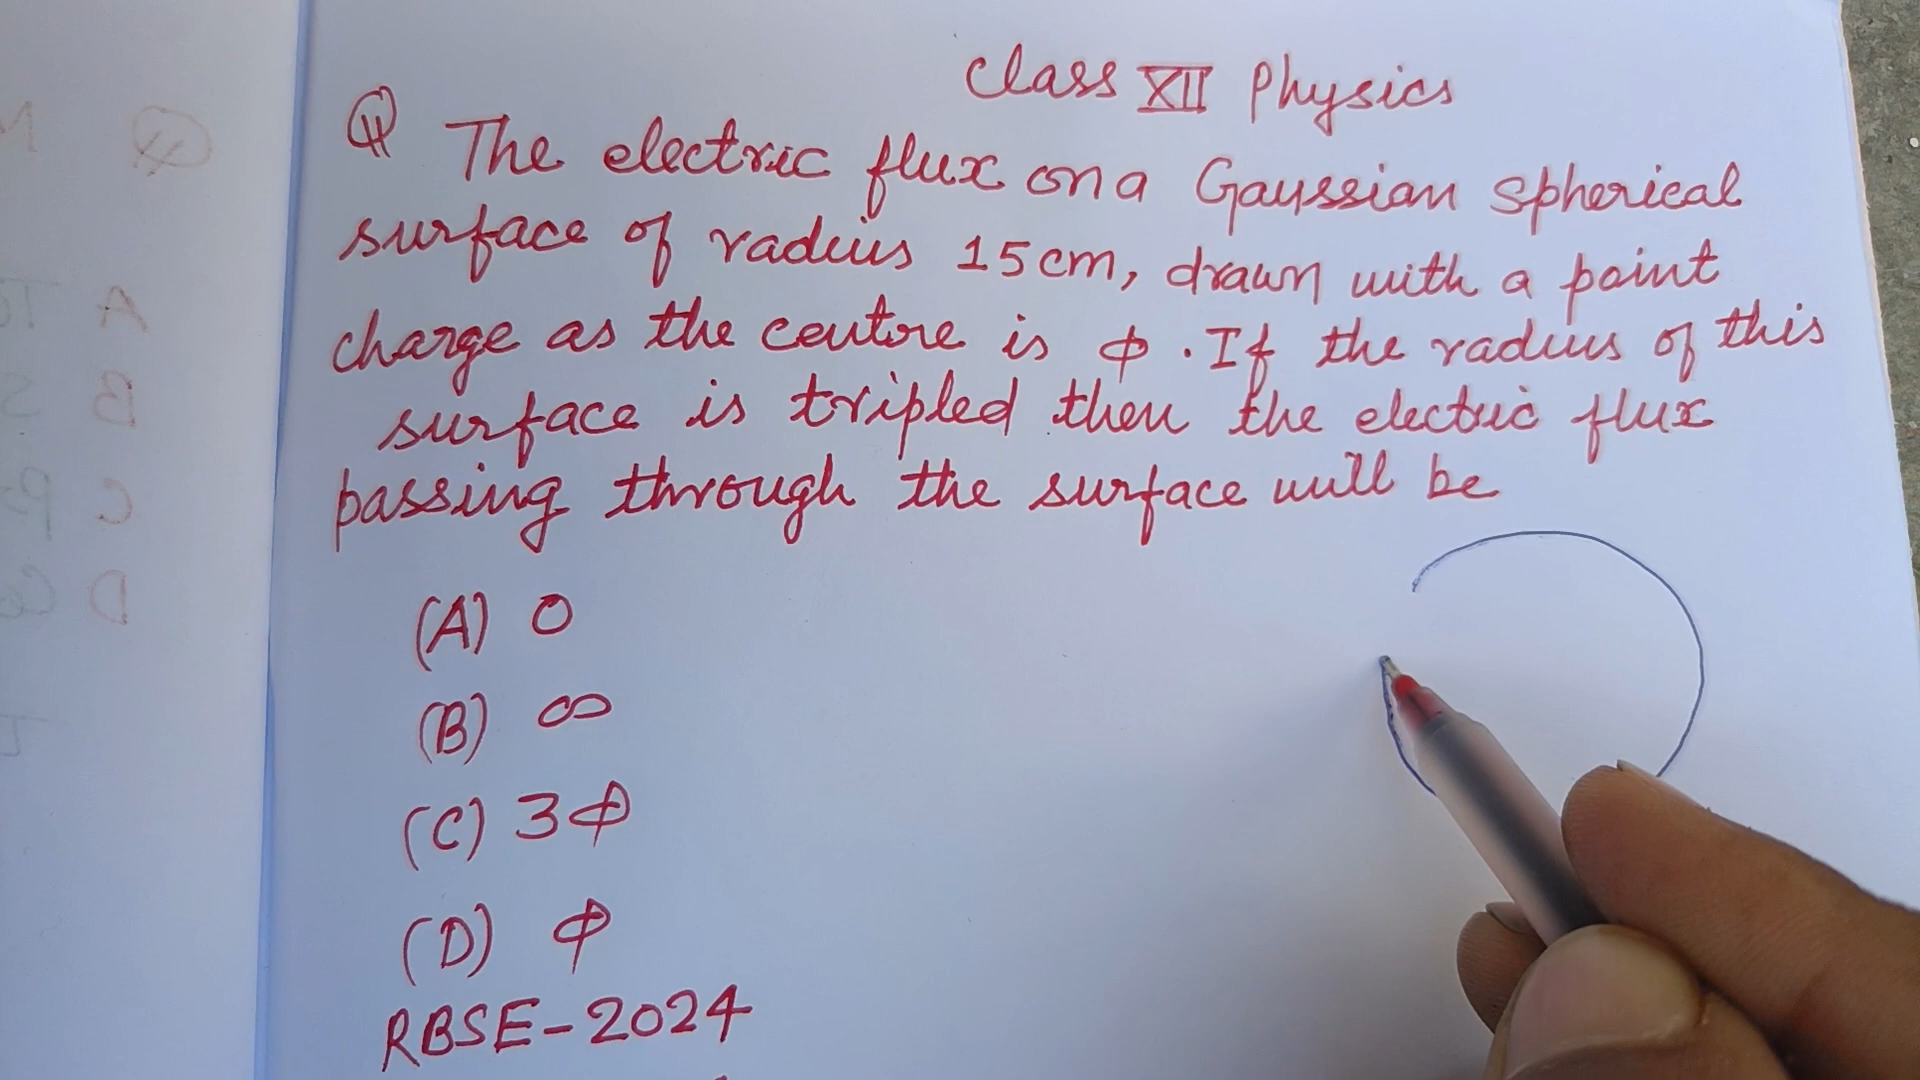 Class XII Physics
Q The electric flux on a Gaussian spherical
surface of radius 15cm, drawn with a point
charge as the centre is ϕ. If the radius of this
surface is tripled then the electric flux
passing through the surface will be
(A) 0
(B) ∞
(C) 3ϕ
(D) ϕ
RBSE-2024